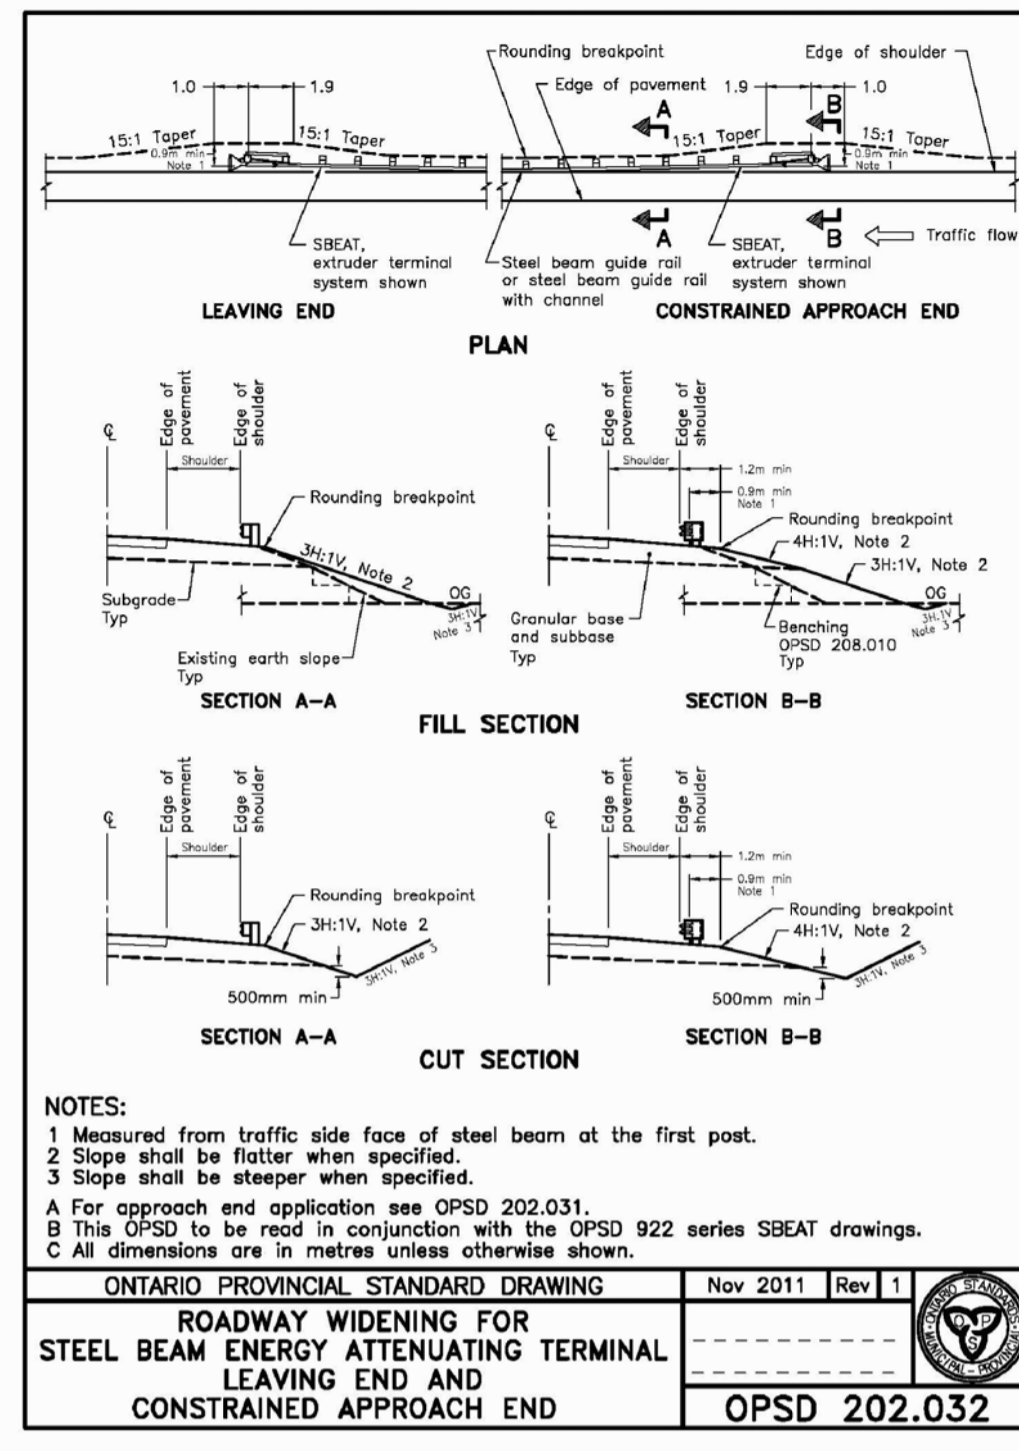 Rounding breakpoint
Edge of shoulder
1.0
1.9
Edge of pavement
1.9
1.0
A
B
15:1 Taper
15:1 Taper
15:1 Taper
15:1 Taper
0.9m min
Note 1
0.9m min
Note 1
A
B
Traffic flow
SBEAT,
extruder terminal
system shown
Steel beam guide rail
or steel beam guide rail
with channel
SBEAT,
extruder terminal
system shown
LEAVING END
CONSTRAINED APPROACH END
PLAN
℄
Edge of
pavement
Edge of
shoulder
Shoulder
Rounding breakpoint
3H:1V, Note 2
Subgrade
Typ
OG
3H:1V
Note 3
Existing earth slope
Typ
SECTION A-A
℄
Edge of
pavement
Edge of
shoulder
Shoulder
1.2m min
0.9m min
Note 1
Rounding breakpoint
4H:1V, Note 2
3H:1V, Note 2
OG
3H:1V
Note 3
Granular base
and subbase
Typ
Benching
OPSD 208.010
Typ
SECTION B-B
FILL SECTION
℄
Edge of
pavement
Edge of
shoulder
Shoulder
Rounding breakpoint
3H:1V, Note 2
3H:1V, Note 3
500mm min
SECTION A-A
℄
Edge of
pavement
Edge of
shoulder
Shoulder
1.2m min
0.9m min
Note 1
Rounding breakpoint
4H:1V, Note 2
3H:1V, Note 3
500mm min
SECTION B-B
CUT SECTION
NOTES:
1 Measured from traffic side face of steel beam at the first post.
2 Slope shall be flatter when specified.
3 Slope shall be steeper when specified.
A For approach end application see OPSD 202.031.
B This OPSD to be read in conjunction with the OPSD 922 series SBEAT drawings.
C All dimensions are in metres unless otherwise shown.
ONTARIO PROVINCIAL STANDARD DRAWING
Nov 2011
Rev
1
ROADWAY WIDENING FOR
STEEL BEAM ENERGY ATTENUATING TERMINAL
LEAVING END AND
CONSTRAINED APPROACH END
ONTARIO STANDARDS
MUNICIPAL - PROVINCIAL
O P
S
OPSD 202.032